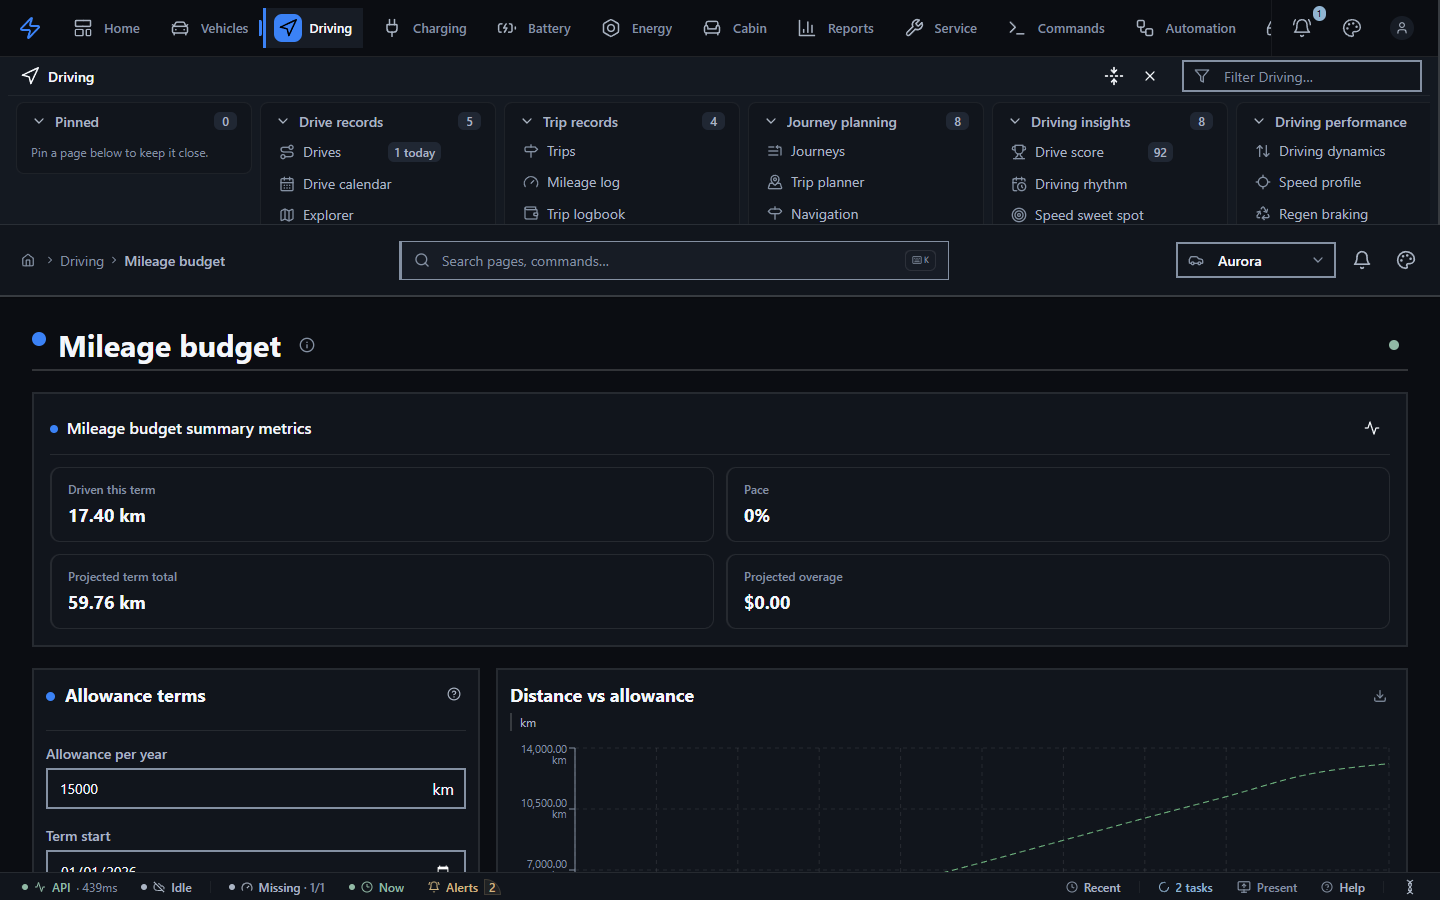 Home
Vehicles
Driving
Charging
Battery
Energy
Cabin
Reports
Service
Commands
Automation
1
Driving
Filter Driving...
Pinned 0
Pin a page below to keep it close.
Drive records 5
Drives 1 today
Drive calendar
Explorer
Trip records 4
Trips
Mileage log
Trip logbook
Journey planning 8
Journeys
Trip planner
Navigation
Driving insights 8
Drive score 92
Driving rhythm
Speed sweet spot
Driving performance
Driving dynamics
Speed profile
Regen braking
Driving
Mileage budget
Search pages, commands...
K
Aurora
Mileage budget
Mileage budget summary metrics
Driven this term
17.40 km
Pace
0%
Projected term total
59.76 km
Projected overage
$0.00
Allowance terms
Allowance per year
15000 km
Term start
01/01/2026
Distance vs allowance
km
14,000.00
km
10,500.00
km
7,000.00
API · 439ms
Idle
Missing · 1/1
Now
Alerts 2
Recent
2 tasks
Present
Help